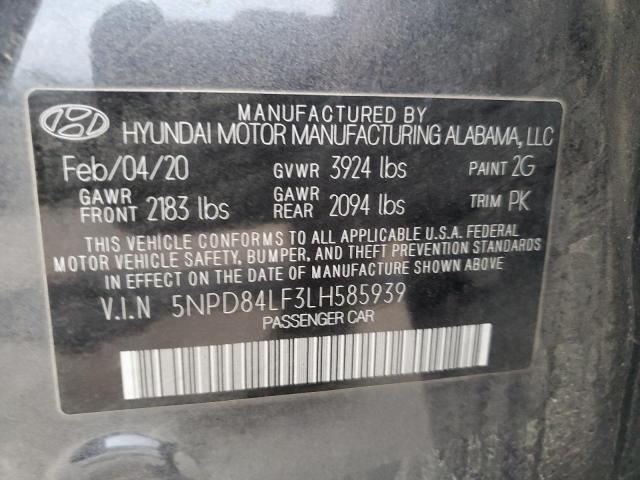 MANUFACTURED BY
HYUNDAI MOTOR MANUFACTURING ALABAMA, LLC
Feb/04/20 GVWR 3924 lbs PAINT 2G
GAWR FRONT 2183 lbs GAWR REAR 2094 lbs TRIM PK
THIS VEHICLE CONFORMS TO ALL APPLICABLE U.S.A. FEDERAL
MOTOR VEHICLE SAFETY, BUMPER, AND THEFT PREVENTION STANDARDS
IN EFFECT ON THE DATE OF MANUFACTURE SHOWN ABOVE
V.I.N 5NPD84LF3LH585939
PASSENGER CAR